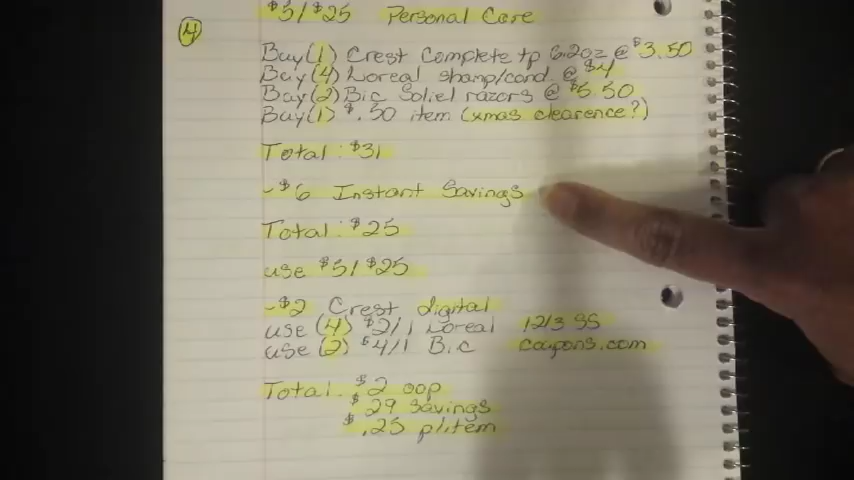 $5/$25 Personal Care
4
Buy(1) Crest Complete tp 6.2oz @ $3.50
Buy(4) Loreal shamp/cond. @ $4
Buy(2) Bic Soliel razors @ $5.50
Buy(1) $.50 item (xmas clearence?)
Total: $31
-$6 Instant Savings
Total: $25
use $5/$25
-$2 Crest digital
use (4) $2/1 Loreal 12/3 SS
use (2) $4/1 Bic coupons.com
Total: $2 oop
$29 savings
$.25 p/item